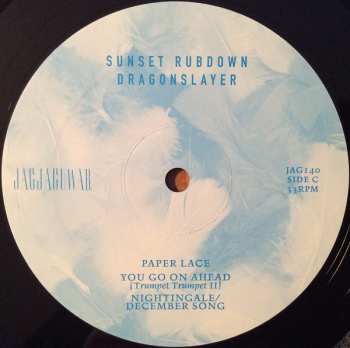 SUNSET RUBDOWN
DRAGONSLAYER
JAGJAGUWAR
JAG140
SIDE C
33RPM
PAPER LACE
YOU GO ON AHEAD
[Trumpet Trumpet II]
NIGHTINGALE/
DECEMBER SONG